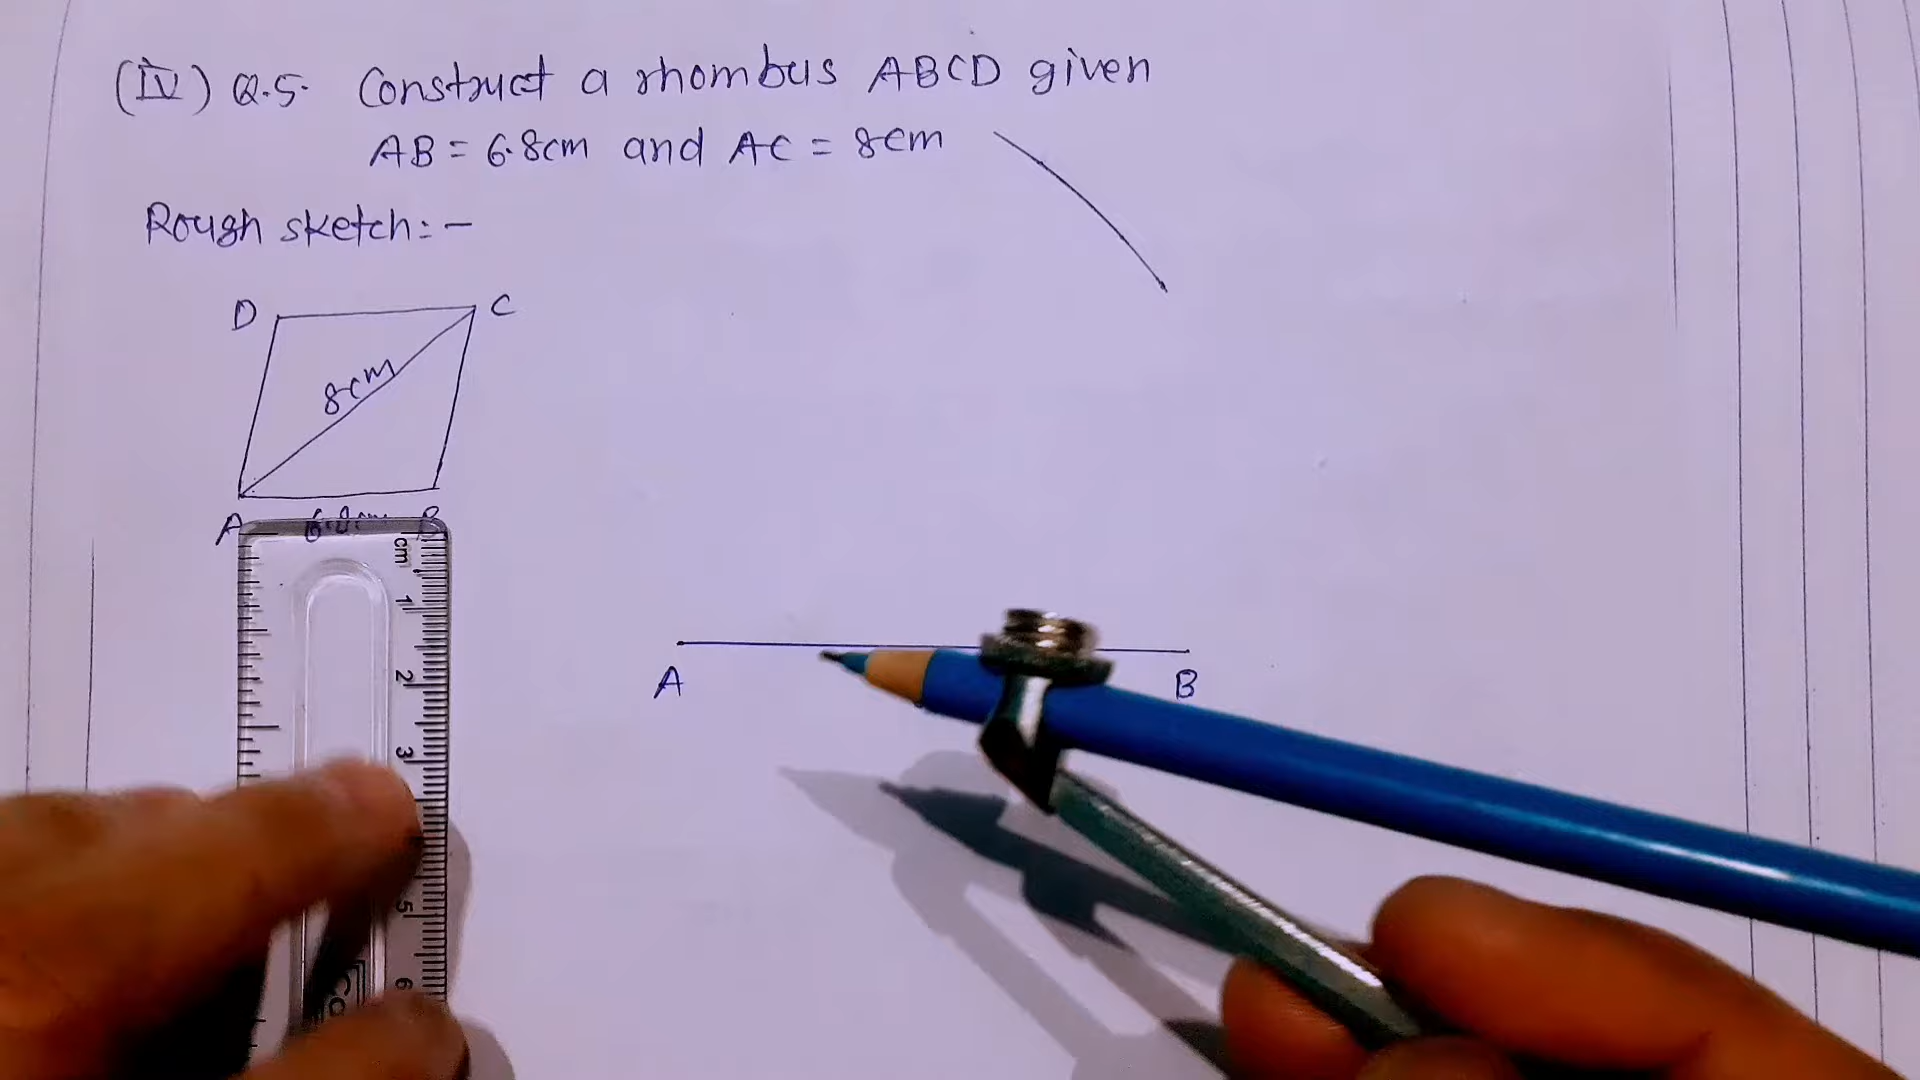 (IV) Q.5. Construct a rhombus ABCD given
AB = 6.8cm and AC = 8cm
Rough sketch:-
D C
8cm
A B
cm
1
2
3
5
6
A B